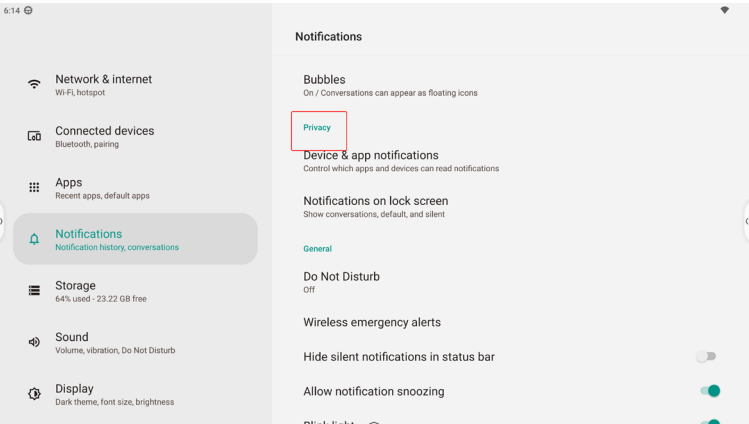 6:14
Notifications
Network & internet
Wi-Fi, hotspot
Connected devices
Bluetooth, pairing
Apps
Recent apps, default apps
Notifications
Notification history, conversations
Storage
64% used - 23.22 GB free
Sound
Volume, vibration, Do Not Disturb
Display
Dark theme, font size, brightness
Bubbles
On / Conversations can appear as floating icons
Privacy
Device & app notifications
Control which apps and devices can read notifications
Notifications on lock screen
Show conversations, default, and silent
General
Do Not Disturb
Off
Wireless emergency alerts
Hide silent notifications in status bar
Allow notification snoozing